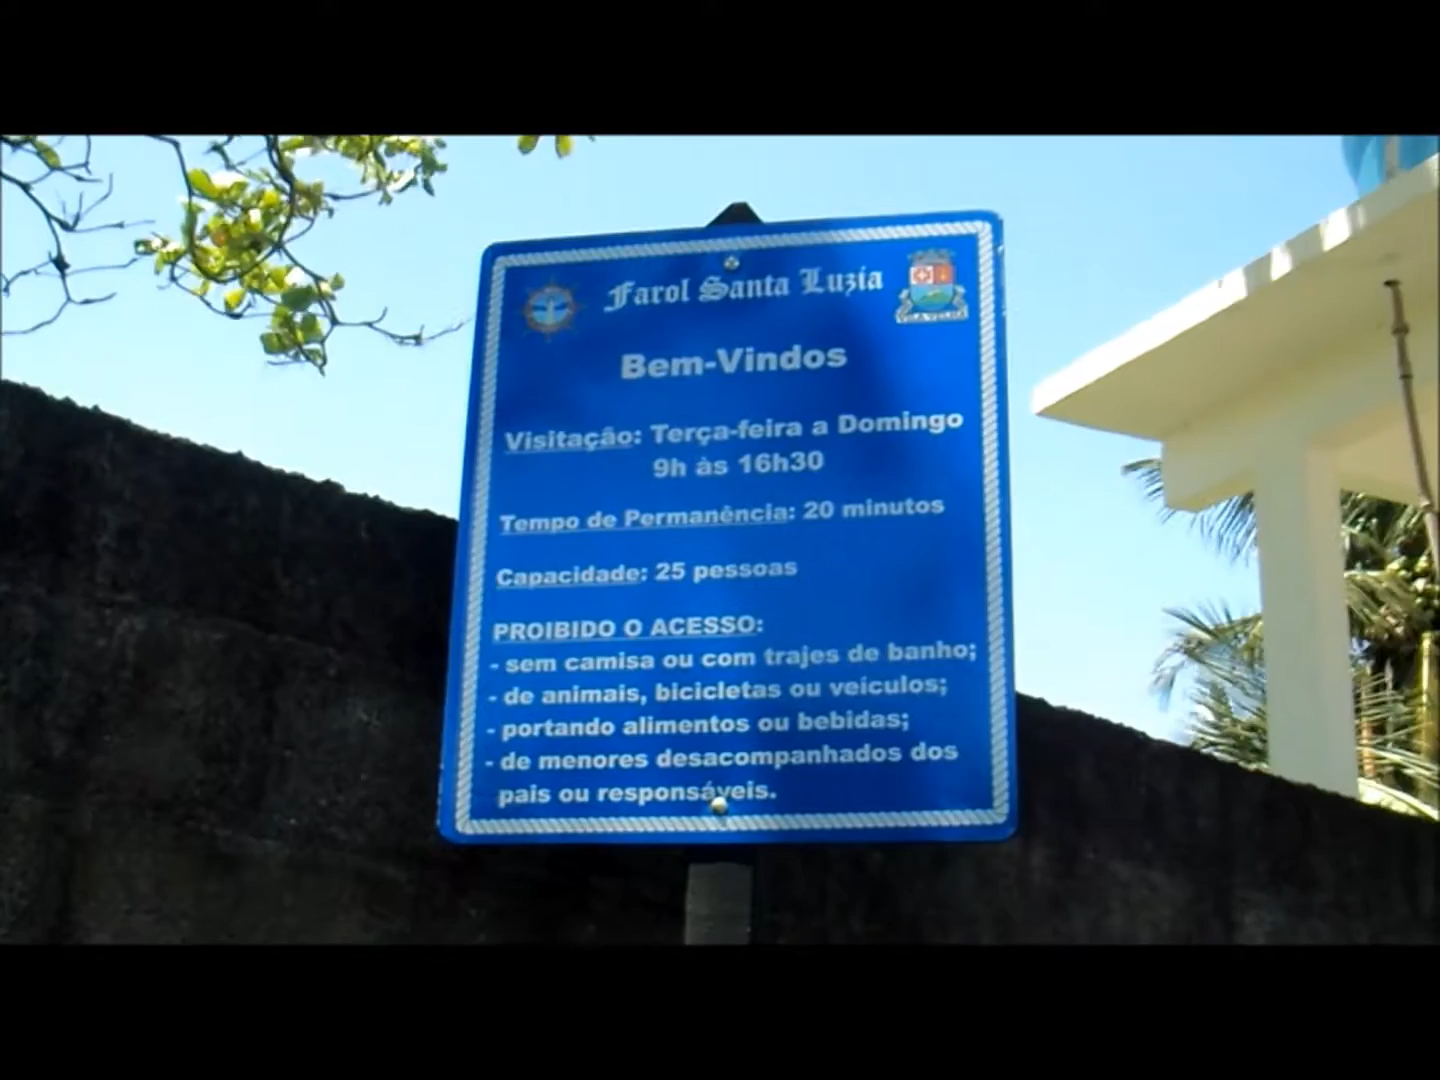 Farol Santa Luzia
VILA VELHA
Bem-Vindos
Visitação: Terça-feira a Domingo
9h às 16h30
Tempo de Permanência: 20 minutos
Capacidade: 25 pessoas
PROIBIDO O ACESSO:
- sem camisa ou com trajes de banho;
- de animais, bicicletas ou veículos;
- portando alimentos ou bebidas;
- de menores desacompanhados dos
pais ou responsáveis.